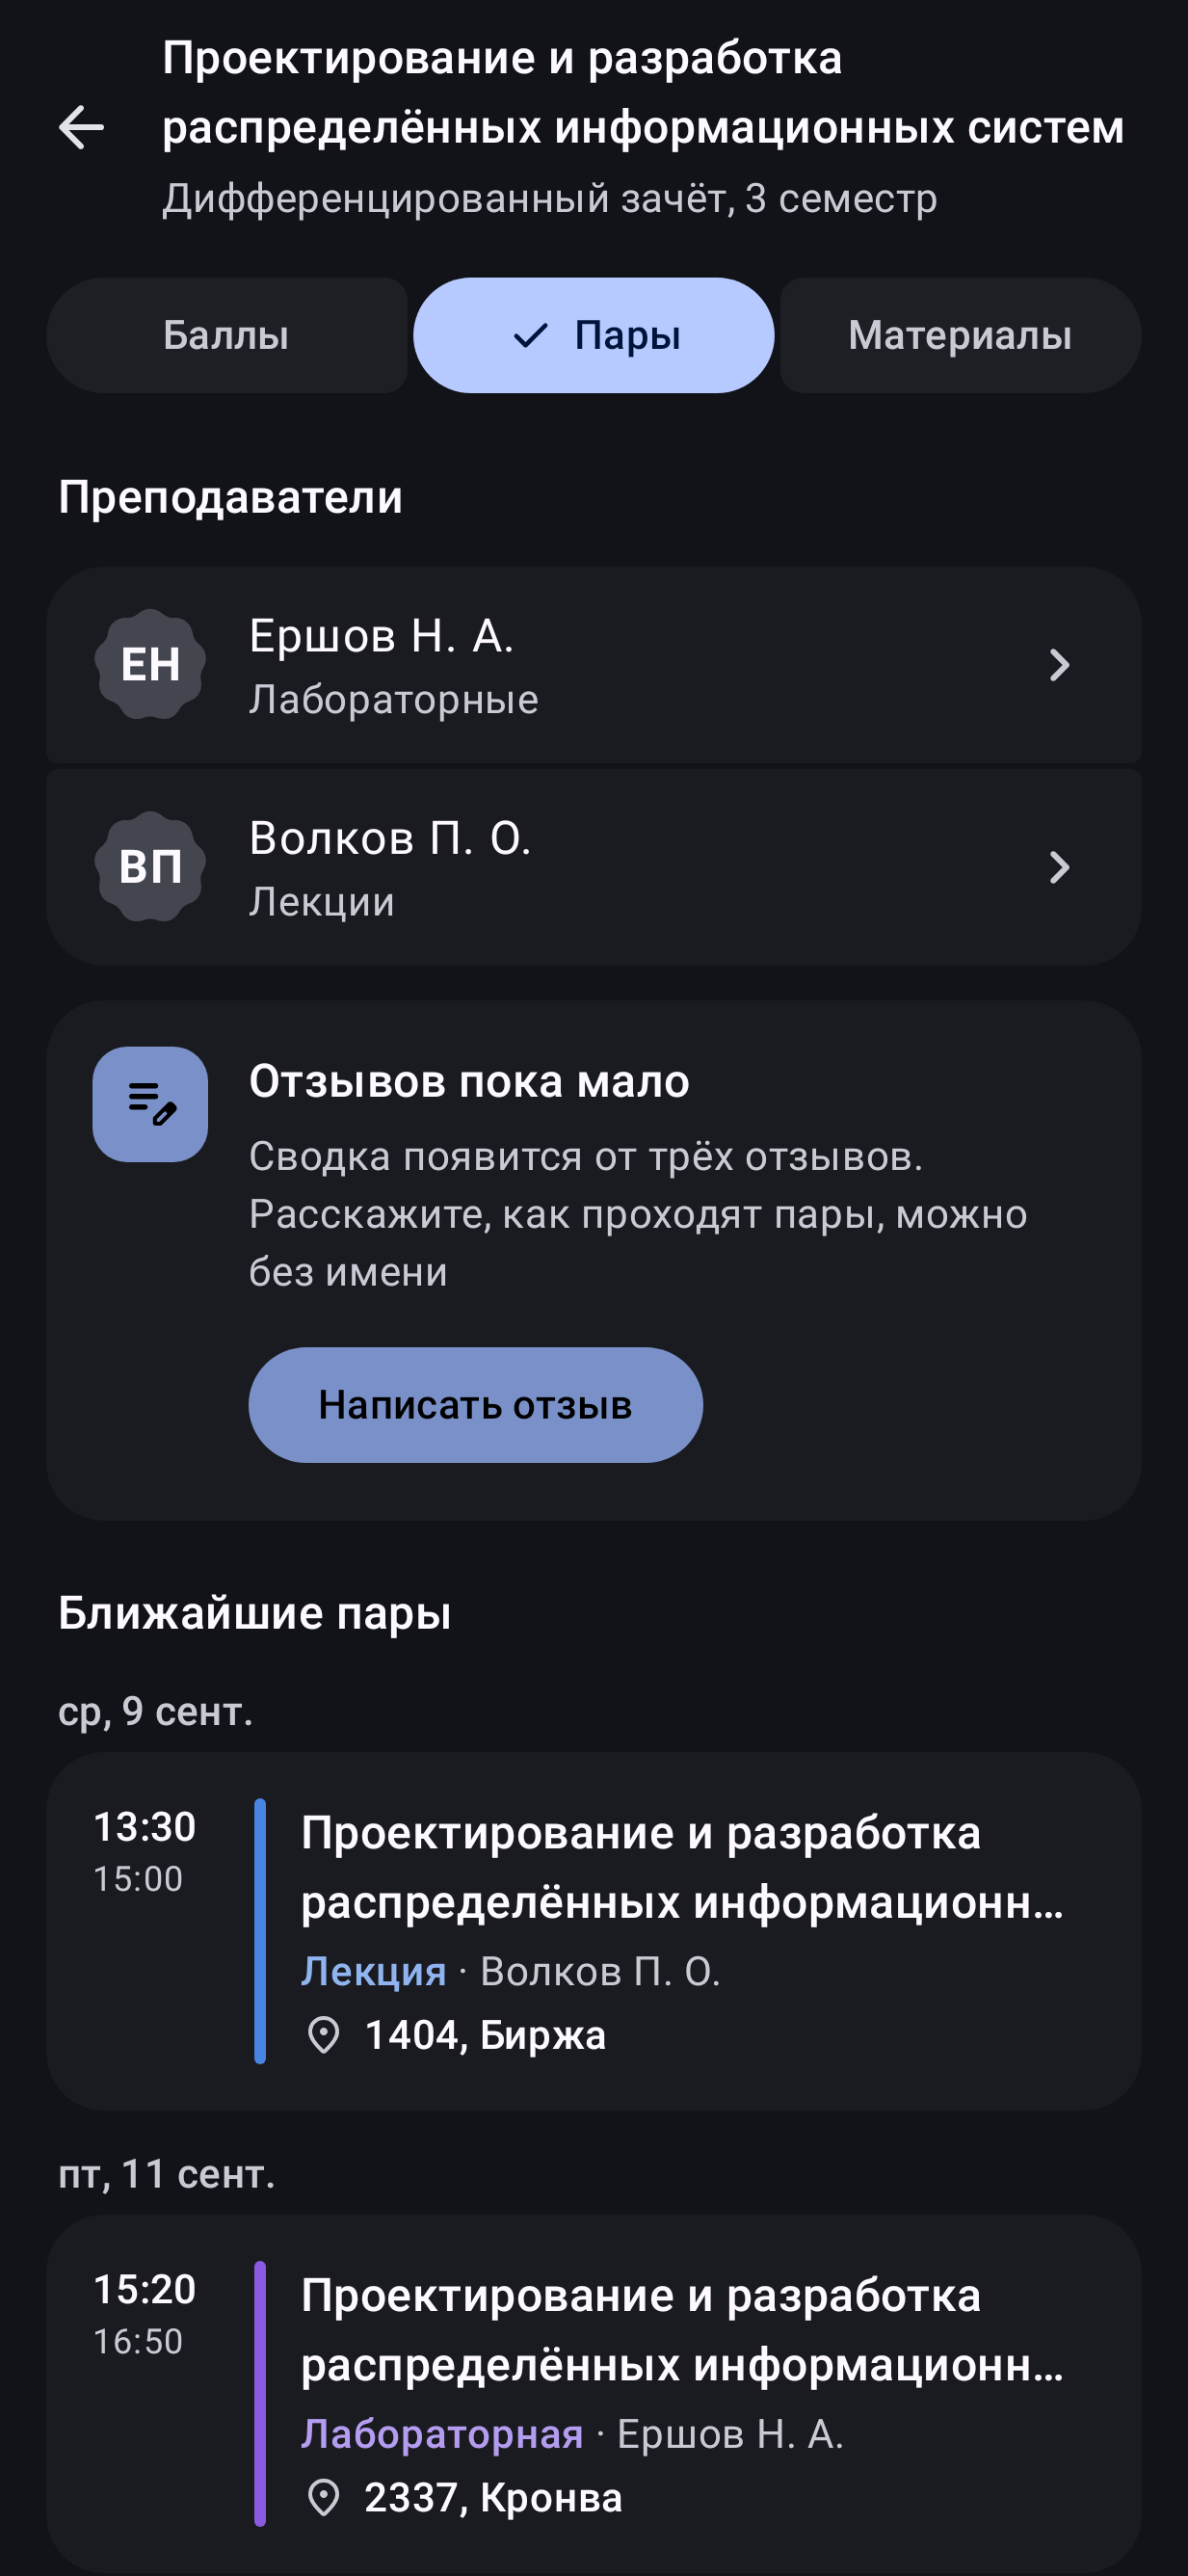 Проектирование и разработка
распределённых информационных систем
Дифференцированный зачёт, 3 семестр
Баллы
Пары
Материалы
Преподаватели
ЕН
Ершов Н. А.
Лабораторные
ВП
Волков П. О.
Лекции
Отзывов пока мало
Сводка появится от трёх отзывов.
Расскажите, как проходят пары, можно
без имени
Написать отзыв
Ближайшие пары
ср, 9 сент.
13:30
15:00
Проектирование и разработка
распределённых информационн…
Лекция · Волков П. О.
1404, Биржа
пт, 11 сент.
15:20
16:50
Проектирование и разработка
распределённых информационн…
Лабораторная · Ершов Н. А.
2337, Кронва